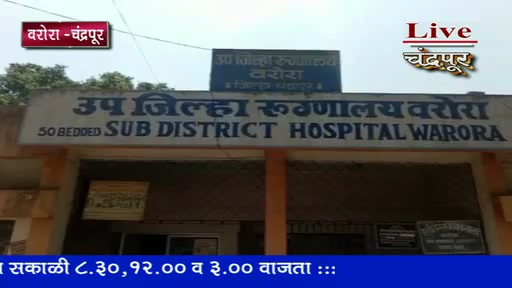 वरोरा -चंद्रपूर
Live
चंद्रपूर
उप जिल्हा रुग्णालय
वरोरा
उप जिल्हा रुग्णालय वरोरा
50 BEDDED SUB DISTRICT HOSPITAL WARORA
सकाळी ८.३०,१२.०० व ३.०० वाजता :::